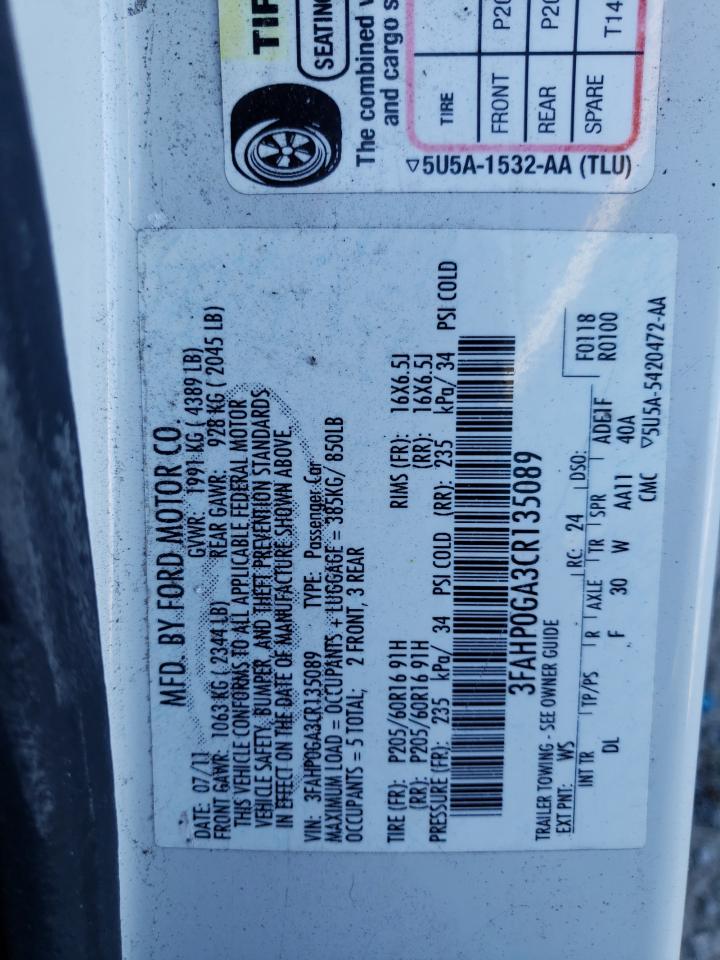 TIR
SEATING
The combined
and cargo s
TIRE
FRONT P20
REAR P20
SPARE T14
▽5U5A-1532-AA (TLU)
MFD. BY FORD MOTOR CO.
DATE: 07/11 GVWR: 1991 KG ( 4389 LB)
FRONT GAWR: 1063 KG ( 2344LB) REAR GAWR: 928 KG ( 2045 LB)
THIS VEHICLE CONFORMS TO ALL APPLICABLE FEDERAL MOTOR
VEHICLE SAFETY, BUMPER, AND THEFT PREVENTION STANDARDS
IN EFFECT ON THE DATE OF MANUFACTURE SHOWN ABOVE.
VIN: 3FAHP0GA3CR135089 TYPE: Passenger Car
MAXIMUM LOAD = OCCUPANTS + LUGGAGE = 385KG/ 850LB
OCCUPANTS = 5 TOTAL; 2 FRONT, 3 REAR
TIRE (FR): P205/60R16 91H RIMS (FR): 16X6.5J
(RR): P205/60R16 91H (RR): 16X6.5J
PRESSURE (FR): 235 kPa/ 34 PSI COLD (RR): 235 kPa/ 34 PSI COLD
3FAHP0GA3CR135089
TRAILER TOWING - SEE OWNER GUIDE F0118
EXT PNT: WS RC: 24 DSO: R0100
INT TR TP/PS R AXLE TR SPR ADE1F
DL F 30 W AA11 40A
CMC ▽5U5A-5420472-AA